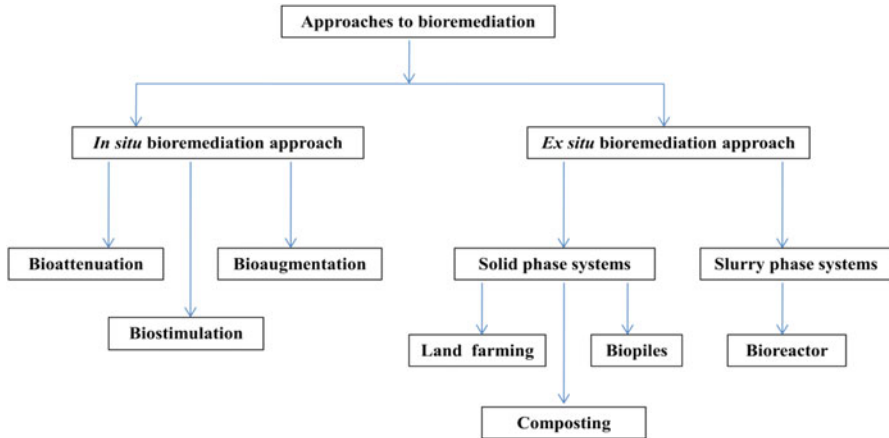 Approaches to bioremediation
In situ bioremediation approach
Ex situ bioremediation approach
Bioattenuation
Bioaugmentation
Solid phase systems
Slurry phase systems
Biostimulation
Land farming
Biopiles
Bioreactor
Composting